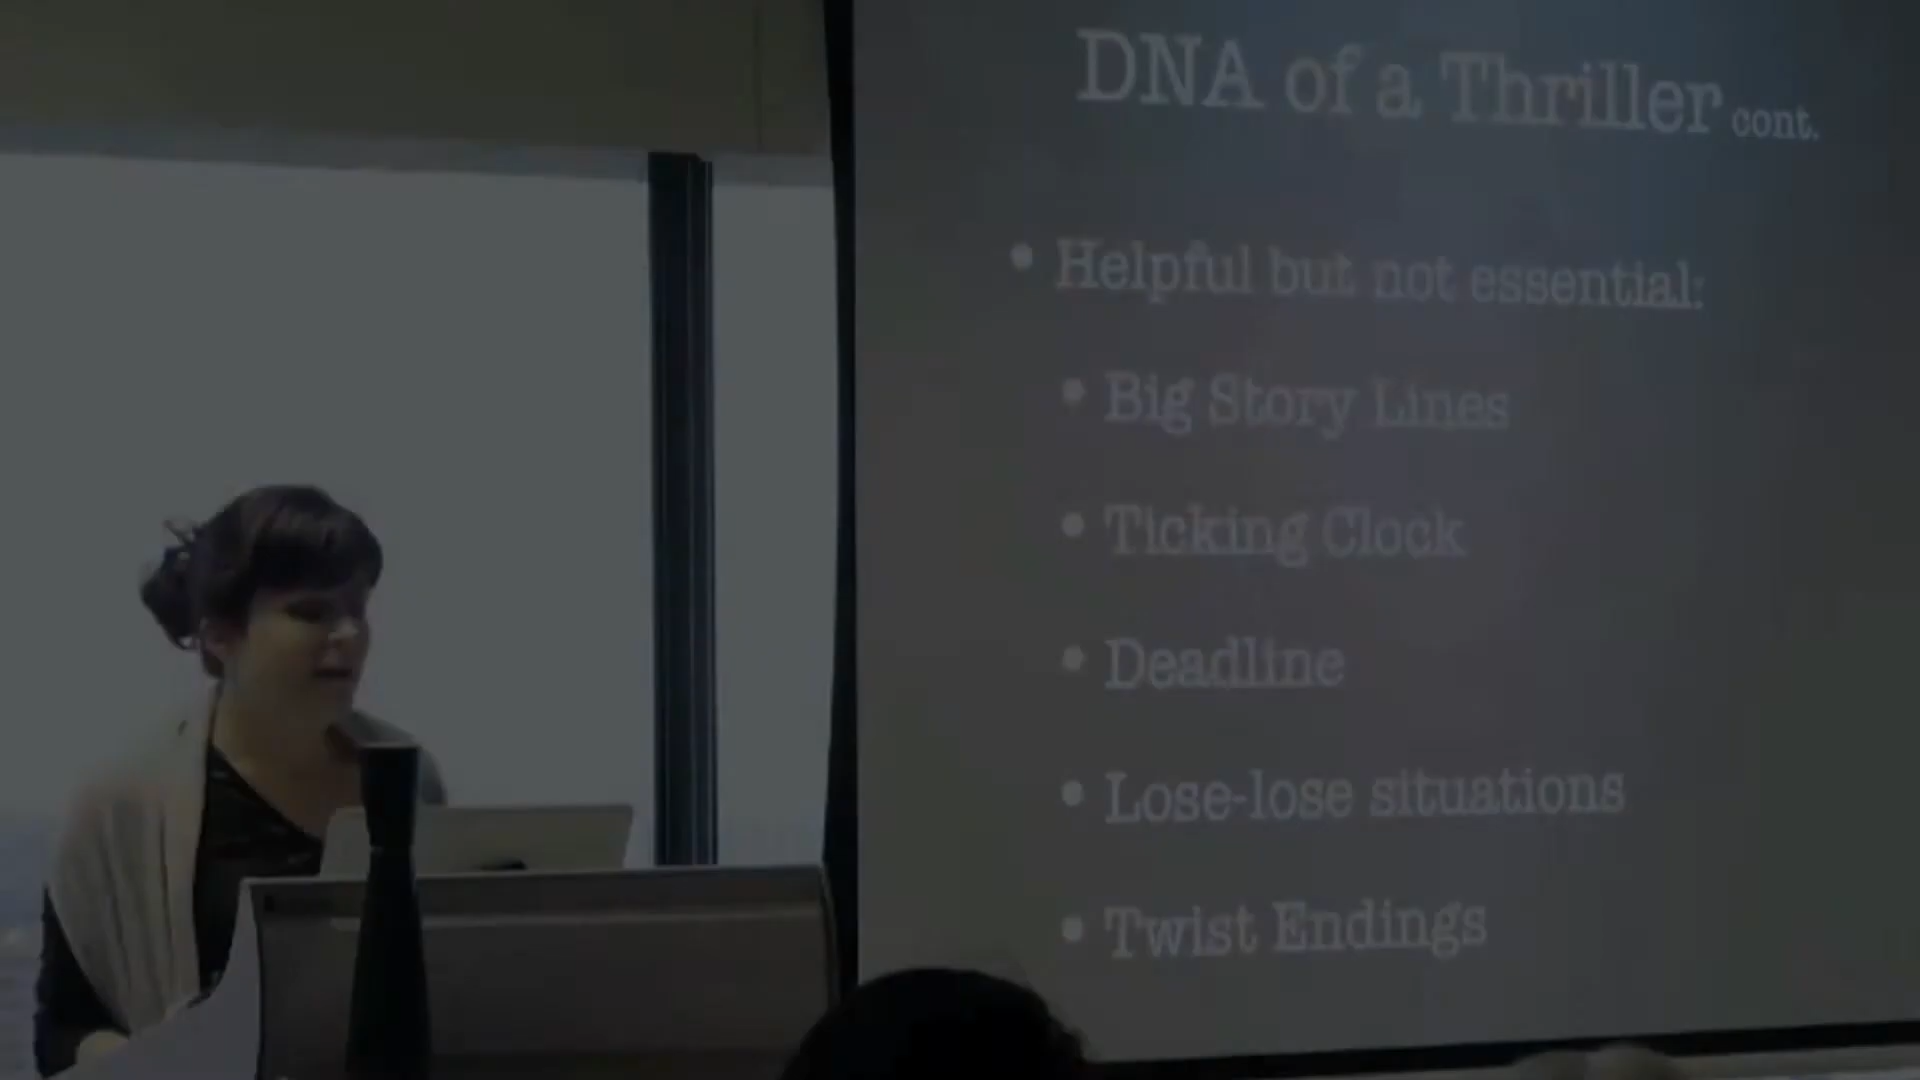 DNA of a Thriller cont.
• Helpful but not essential:
• Big Story Lines
• Ticking Clock
• Deadline
• Lose-lose situations
• Twist Endings